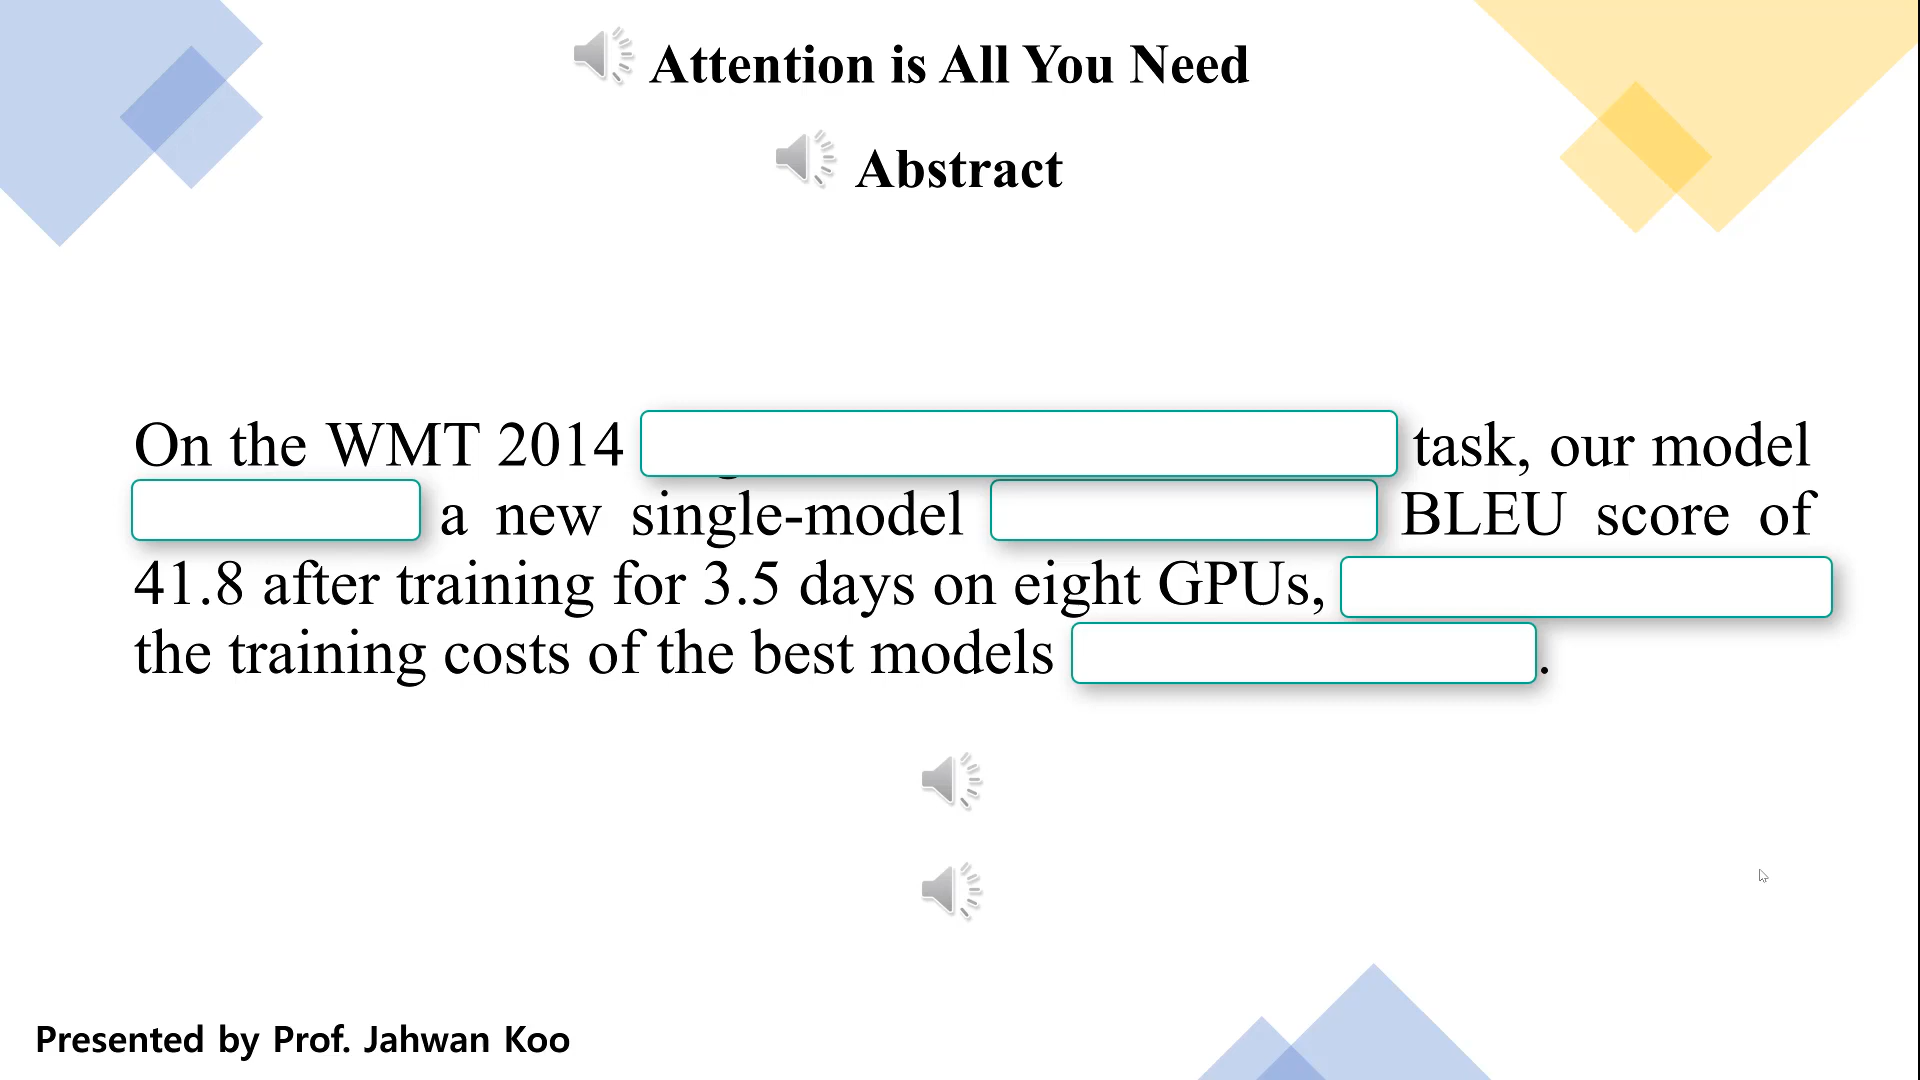 Attention is All You Need
Abstract
On the WMT 2014 task, our model
a new single-model BLEU score of
41.8 after training for 3.5 days on eight GPUs,
the training costs of the best models .
Presented by Prof. Jahwan Koo